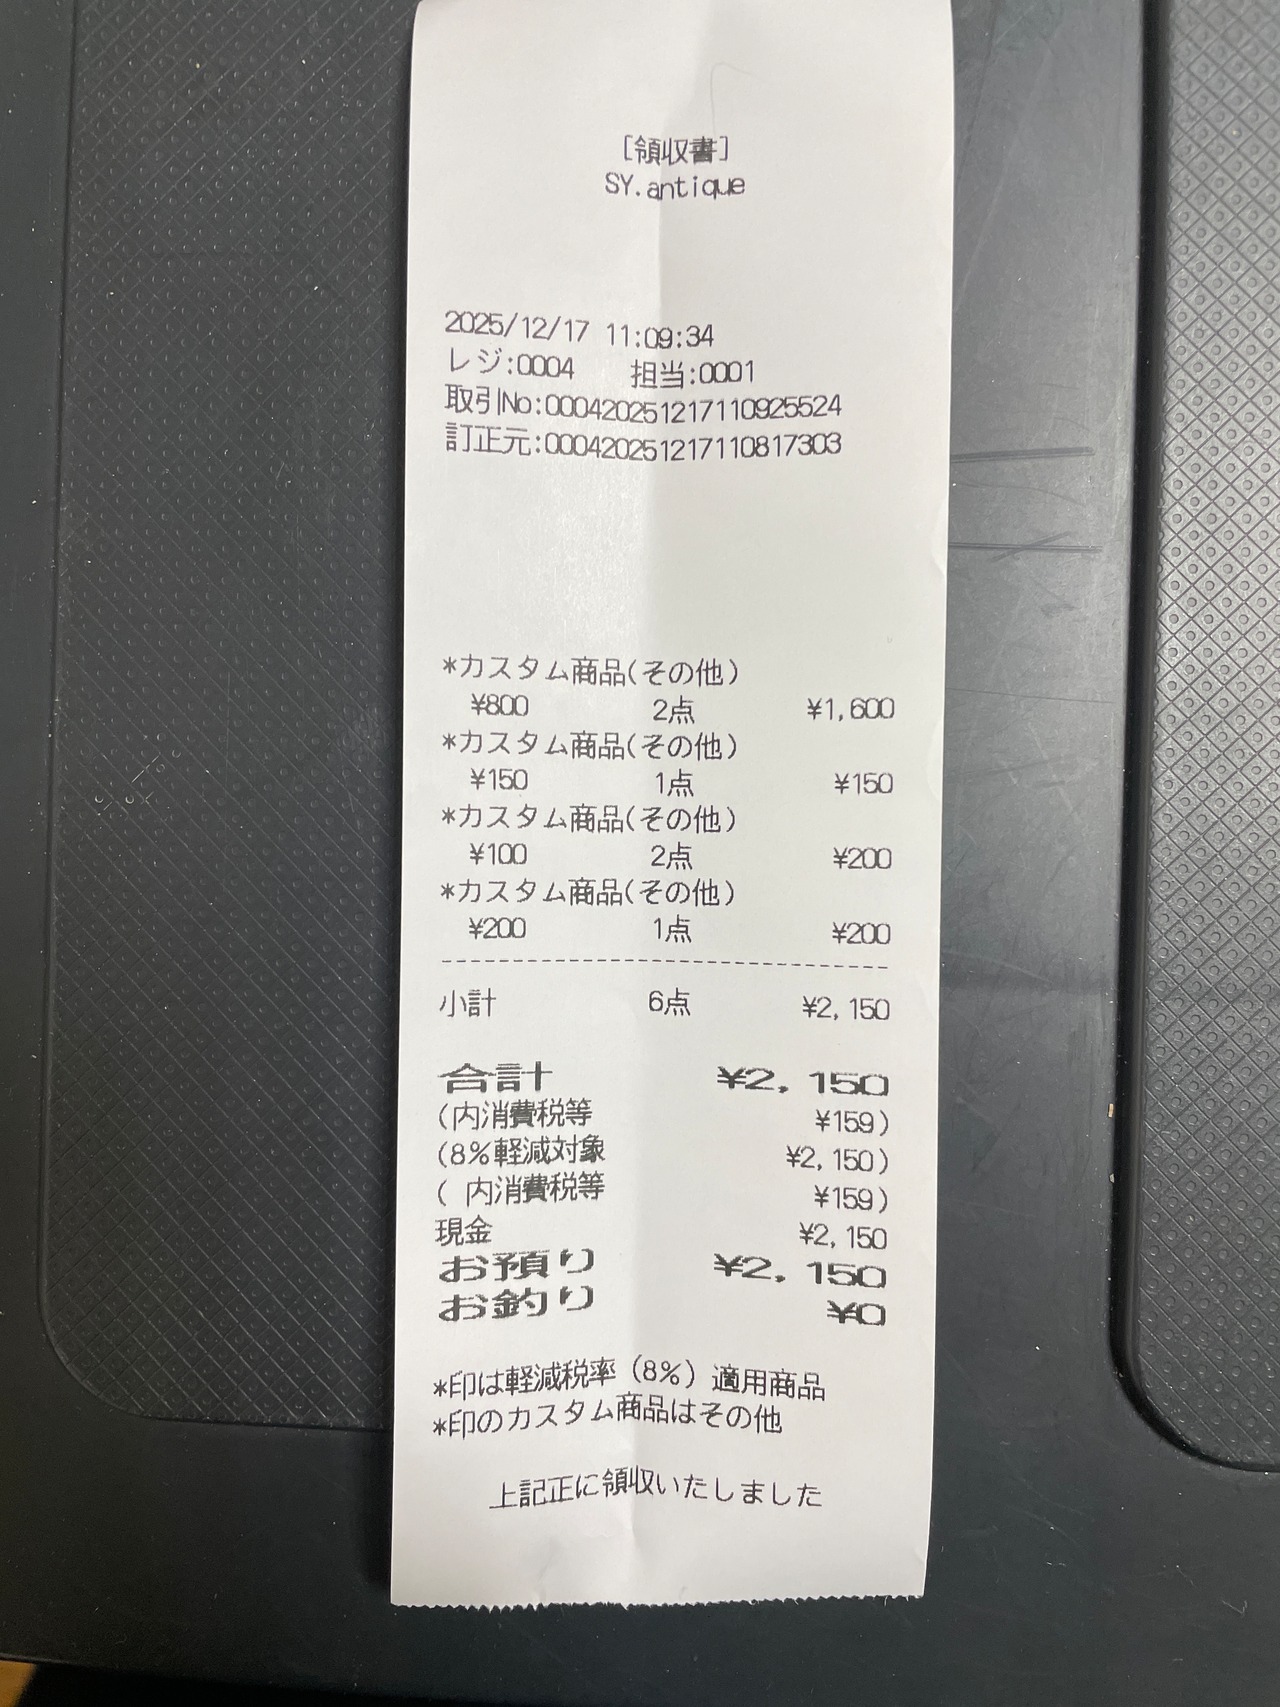 [領収書]
SY.antique
2025/12/17 11:09:34
レジ:0004 担当:0001
取引No:00042025121711092​5524
訂正元:00042025121711081​7303
*カスタム商品(その他)
¥800 2点 ¥1,600
*カスタム商品(その他)
¥150 1点 ¥150
*カスタム商品(その他)
¥100 2点 ¥200
*カスタム商品(その他)
¥200 1点 ¥200
小計 6点 ¥2,150
合計 ¥2,150
(内消費税等 ¥159)
(8%軽減対象 ¥2,150)
( 内消費税等 ¥159)
現金 ¥2,150
お預り ¥2,150
お釣り ¥0
*印は軽減税率(8%)適用商品
*印のカスタム商品はその他
上記正に領収いたしました